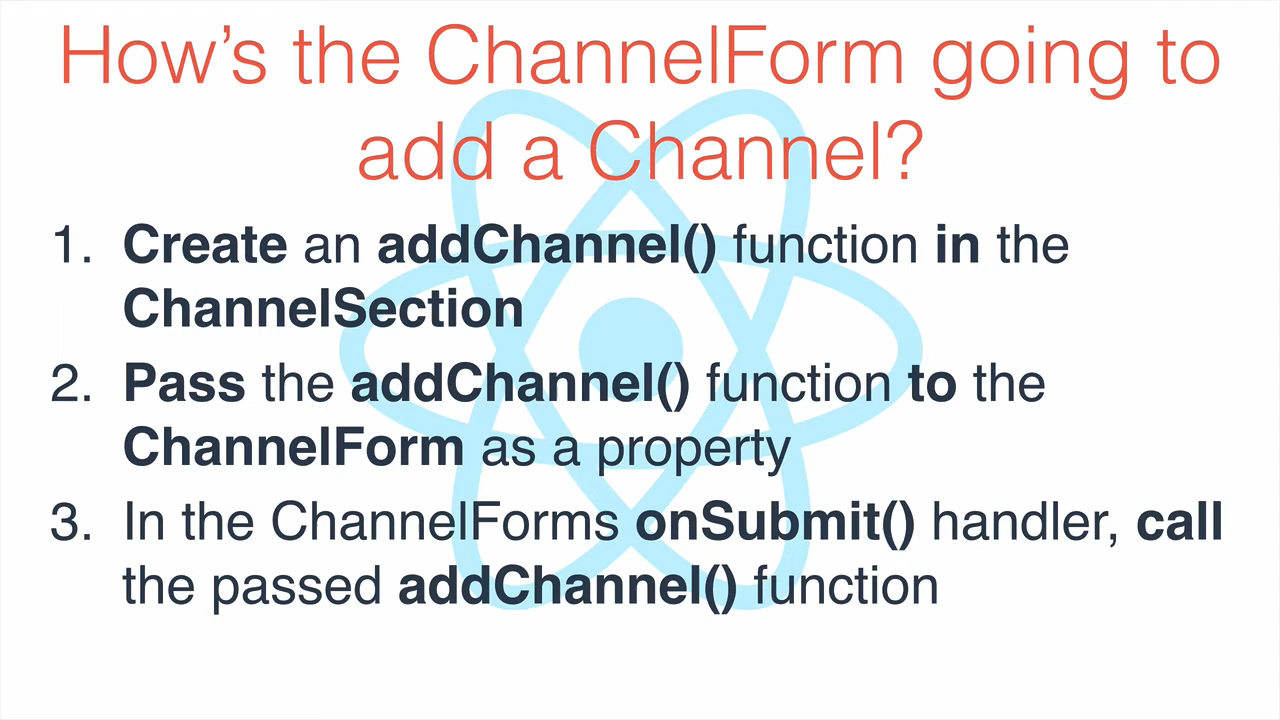 How's the ChannelForm going to
add a Channel?
1. Create an addChannel() function in the
ChannelSection
2. Pass the addChannel() function to the
ChannelForm as a property
3. In the ChannelForms onSubmit() handler, call
the passed addChannel() function